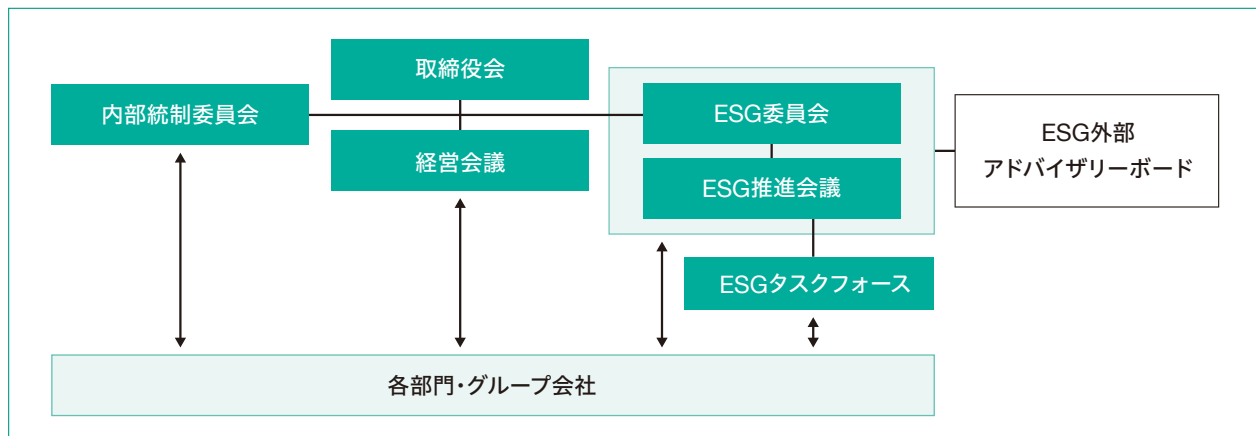 取締役会
内部統制委員会
ESG委員会
経営会議
ESG推進会議
ESG外部
アドバイザリーボード
ESGタスクフォース
各部門・グループ会社